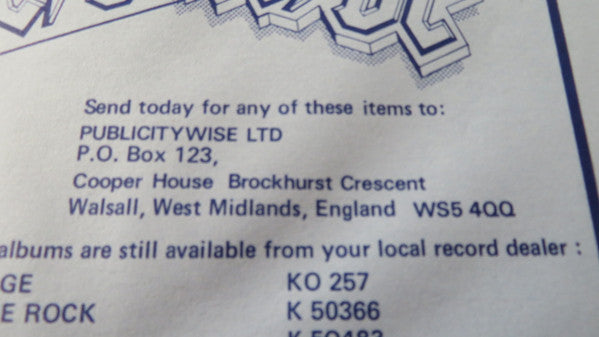 Send today for any of these items to:
PUBLICITYWISE LTD
P.O. Box 123,
Cooper House Brockhurst Crescent
Walsall, West Midlands, England WS5 4QQ
albums are still available from your local record dealer :
GE KO 257
E ROCK K 50366